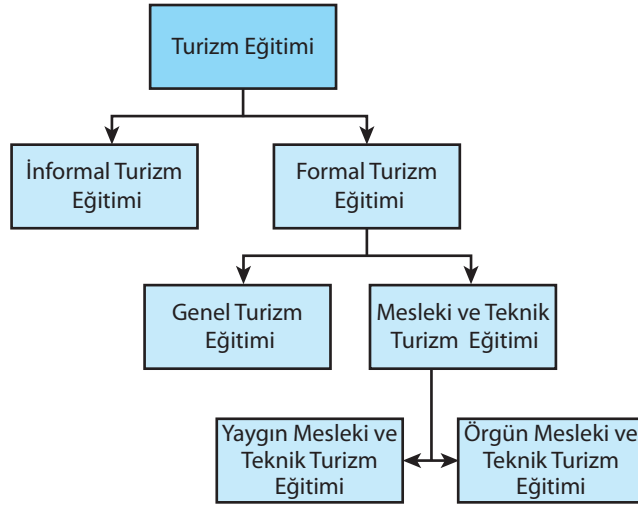 Turizm Eğitimi
İnformal Turizm
Eğitimi
Formal Turizm
Eğitimi
Genel Turizm
Eğitimi
Mesleki ve Teknik
Turizm Eğitimi
Yaygın Mesleki ve
Teknik Turizm
Eğitimi
Örgün Mesleki ve
Teknik Turizm
Eğitimi